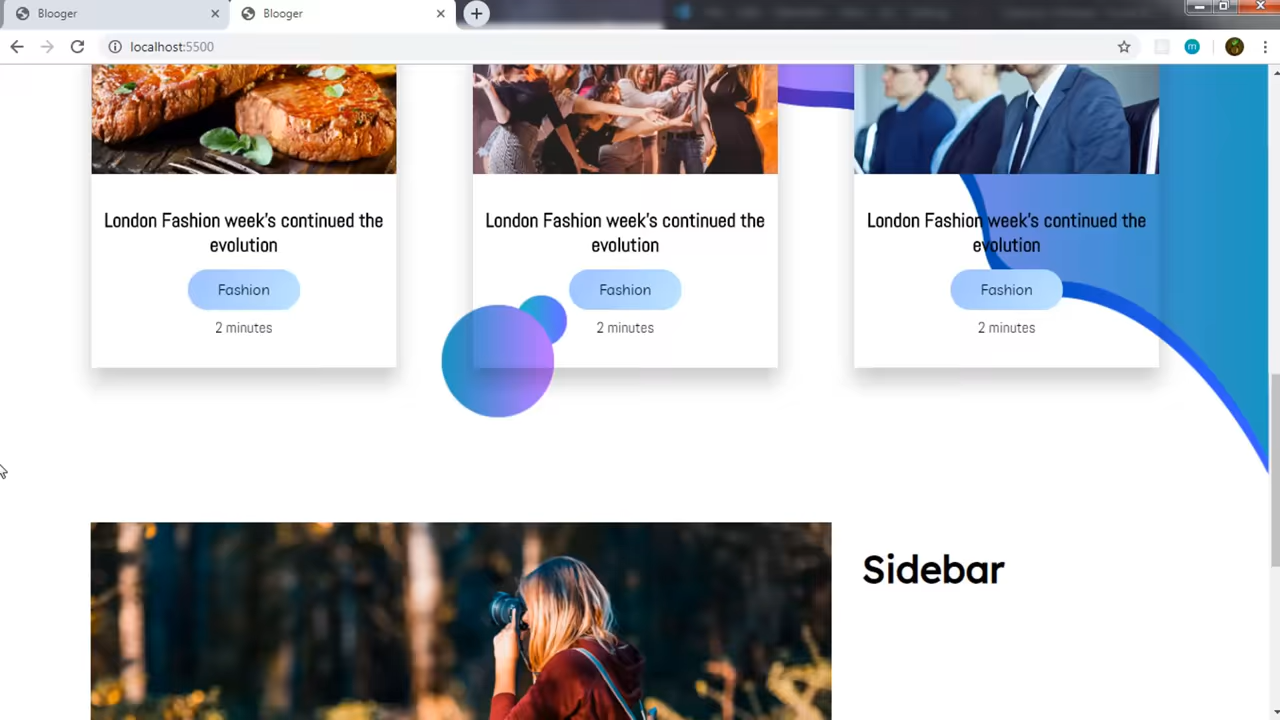 Blooger
Blooger
localhost:5500
m
London Fashion week's continued the
evolution
Fashion
2 minutes
London Fashion week's continued the
evolution
Fashion
2 minutes
London Fashion week's continued the
evolution
Fashion
2 minutes
Sidebar